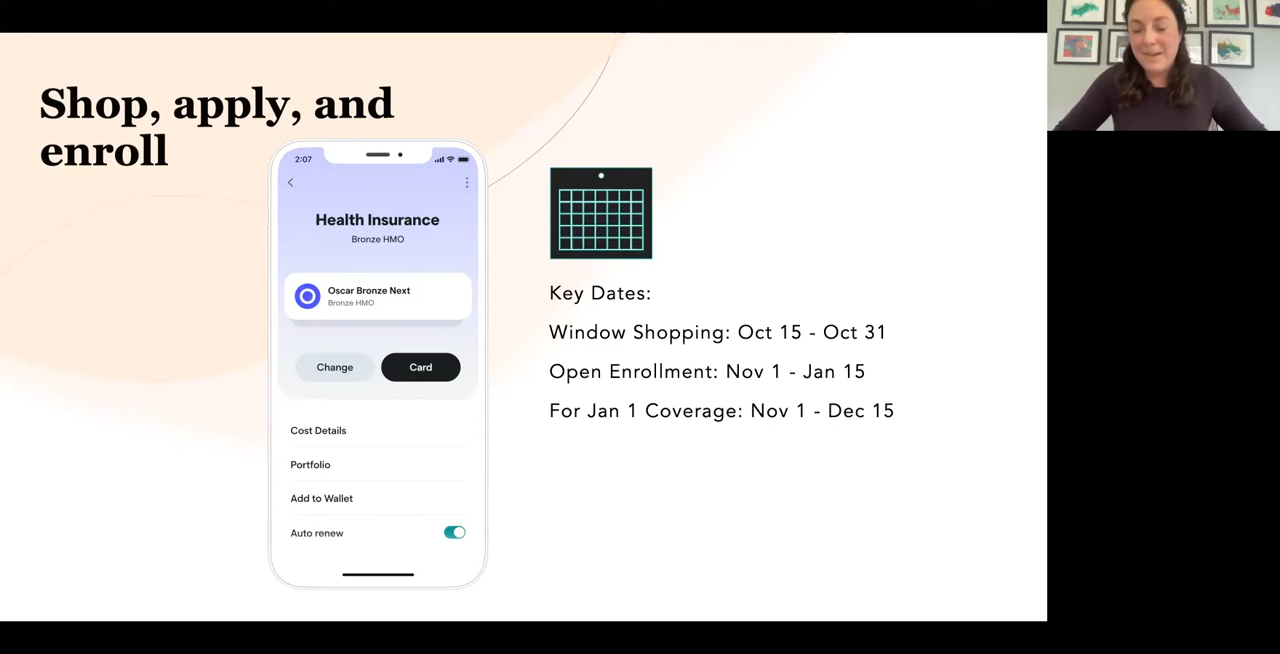 Shop, apply, and
enroll
2:07
Health Insurance
Bronze HMO
Oscar Bronze Next
Bronze HMO
Change
Card
Cost Details
Portfolio
Add to Wallet
Auto renew
Key Dates:
Window Shopping: Oct 15 - Oct 31
Open Enrollment: Nov 1 - Jan 15
For Jan 1 Coverage: Nov 1 - Dec 15